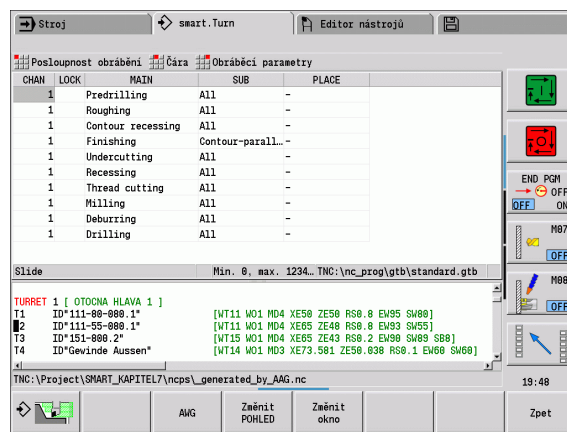 Stroj
smart.Turn
Editor nástrojů
Posloupnost obrábění Čára Obráběcí parametry
CHAN LOCK MAIN SUB PLACE
1 Predrilling All -
1 Roughing All -
1 Contour recessing All -
1 Finishing Contour-parall… -
1 Undercutting All -
1 Recessing All -
1 Thread cutting All -
1 Milling All -
1 Deburring All -
1 Drilling All -
Slide Min. 0, max. 1234… TNC:\nc_prog\gtb\standard.gtb
TURRET 1 [ OTOCNA HLAVA 1 ]
T1 ID"111-80-080.1" [WT11 WO1 MD4 XE50 ZE50 RS0.8 EW95 SW80]
2 ID"111-55-080.1" [WT11 WO1 MD4 XE65 ZE48 RS0.8 EW93 SW55]
T3 ID"151-800.2" [WT15 WO1 MD4 XE65 ZE43 RS0.2 EW90 SW89 SB8]
T4 ID"Gewinde Aussen" [WT14 WO1 MD3 XE73.501 ZE50.038 RS0.1 EW60 SW60]
TNC:\Project\SMART_KAPITEL7\ncps\_generated_by_AAG.nc
END PGM
OFF
OFF ON
M07
OFF
M08
OFF
19:48
AWG
Změnit POHLED
Změnit okno
Zpet